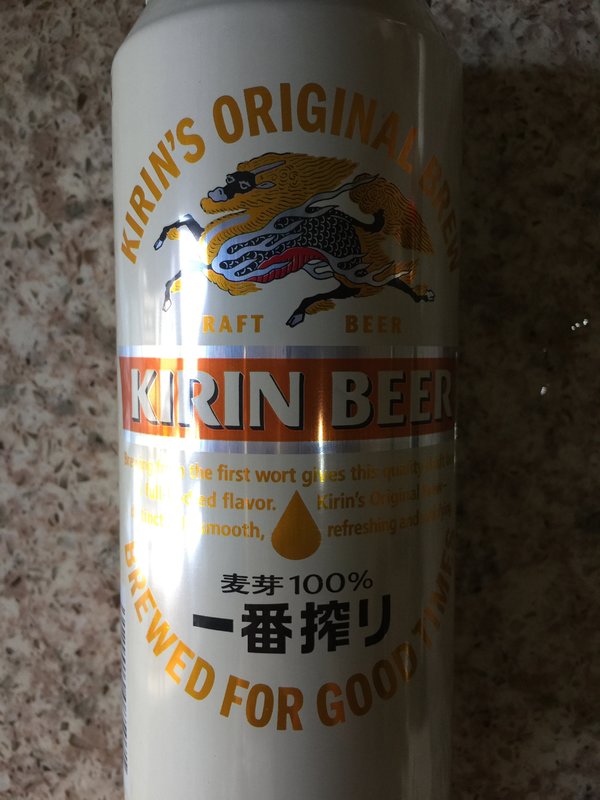 KIRIN'S ORIGINAL BREW
RAFT BEER
KIRIN BEER
the first wort gives this quality
flavor. Kirin's Original
smooth, refreshing and
麦芽100%
一番搾り
BREWED FOR GOOD TIMES